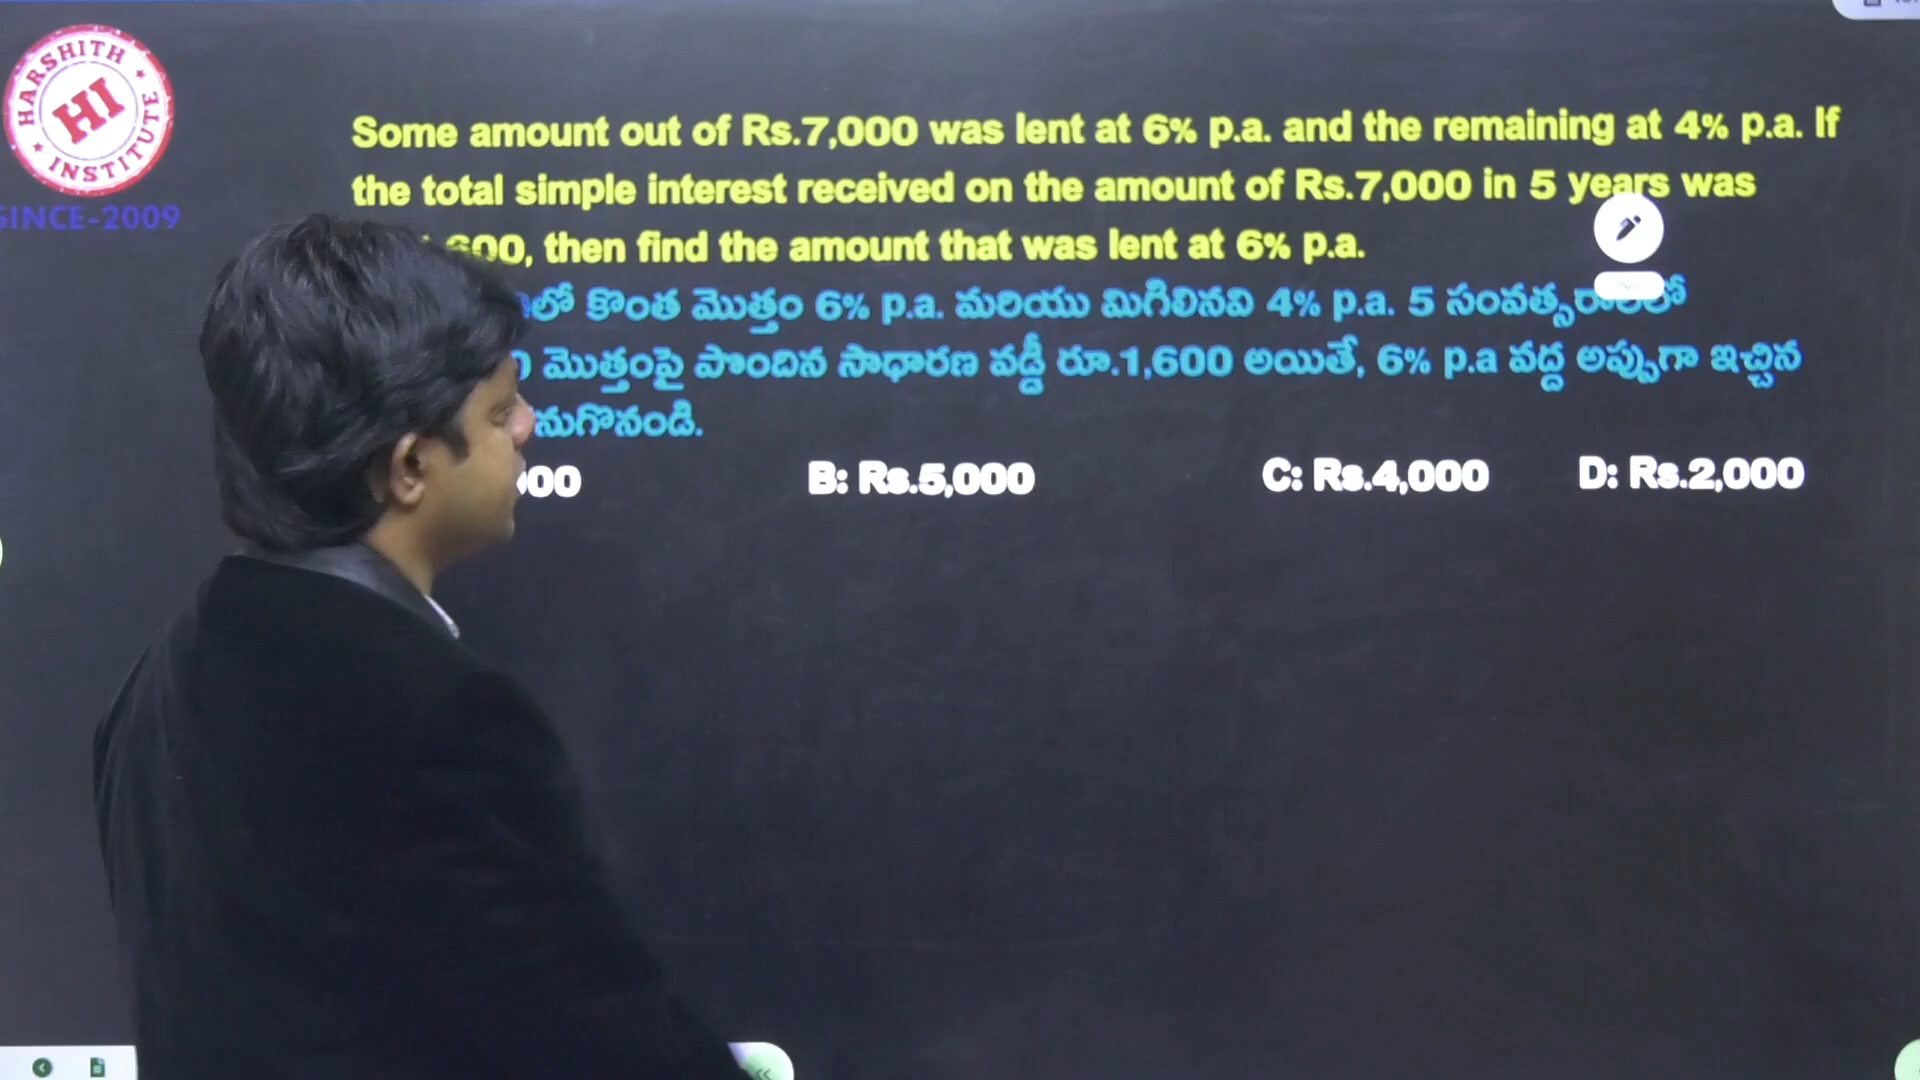 HARSHITH
HI
INSTITUTE
SINCE-2009
Some amount out of Rs.7,000 was lent at 6% p.a. and the remaining at 4% p.a. If
the total simple interest received on the amount of Rs.7,000 in 5 years was
600, then find the amount that was lent at 6% p.a.
లో కొంత మొత్తం 6% p.a. మరియు మిగిలినవి 4% p.a. 5 సంవత్సరాలలో
మొత్తంపై పొందిన సాధారణ వడ్డీ రూ.1,600 అయితే, 6% p.a వద్ద అప్పుగా ఇచ్చిన
నుగొనండి.
00 B: Rs.5,000 C: Rs.4,000 D: Rs.2,000